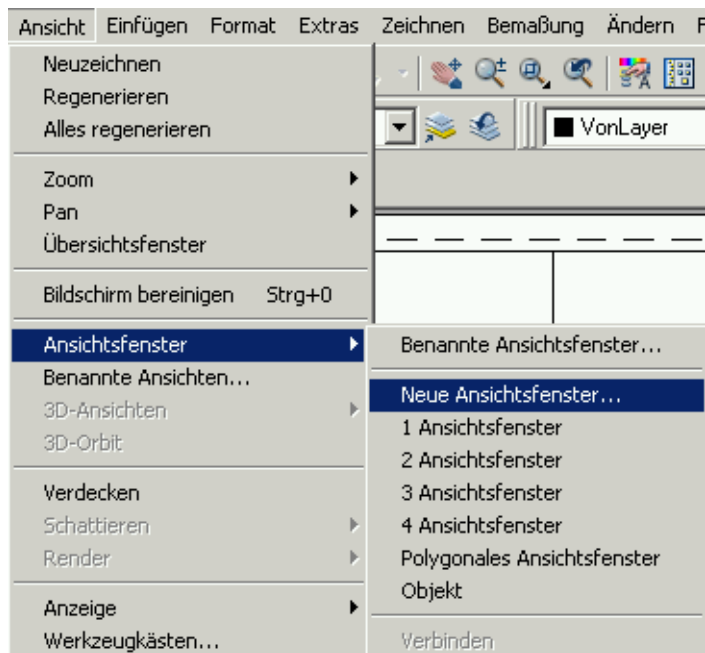 Ansicht Einfügen Format Extras Zeichnen Bemaßung Ändern F
Neuzeichnen
Regenerieren
Alles regenerieren
VonLayer
Zoom
Pan
Übersichtsfenster
Bildschirm bereinigen Strg+0
Ansichtsfenster
Benannte Ansichten...
3D-Ansichten
3D-Orbit
Verdecken
Schattieren
Render
Anzeige
Werkzeugkästen...
Benannte Ansichtsfenster...
Neue Ansichtsfenster...
1 Ansichtsfenster
2 Ansichtsfenster
3 Ansichtsfenster
4 Ansichtsfenster
Polygonales Ansichtsfenster
Objekt
Verbinden